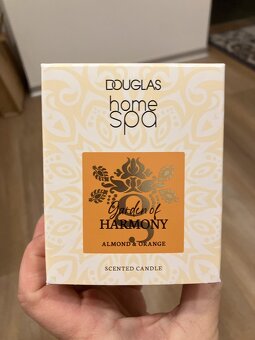 DOUGLAS
home
spa
Garden of
HARMONY
ALMOND & ORANGE
SCENTED CANDLE